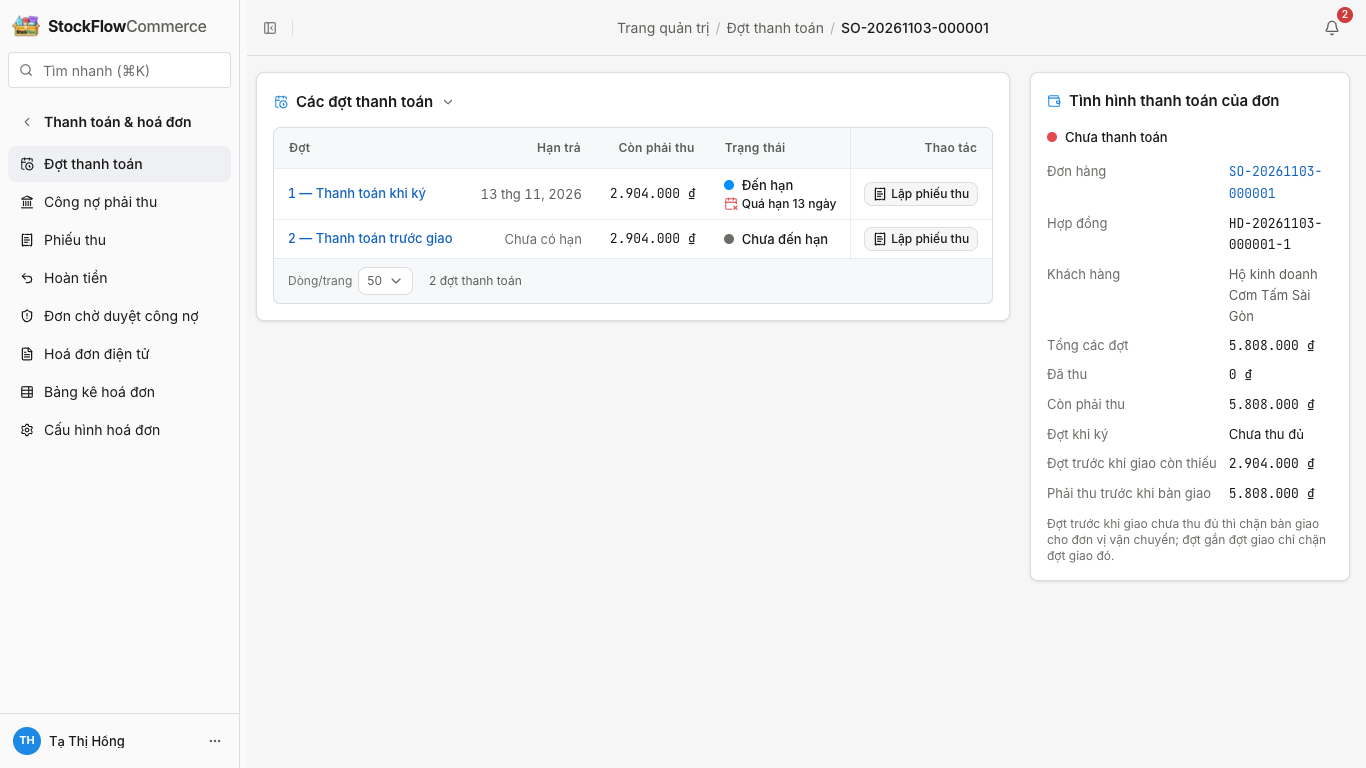 StockFlowCommerce
Tìm nhanh (⌘K)
Thanh toán & hoá đơn
Đợt thanh toán
Công nợ phải thu
Phiếu thu
Hoàn tiền
Đơn chờ duyệt công nợ
Hoá đơn điện tử
Bảng kê hoá đơn
Cấu hình hoá đơn
TH Tạ Thị Hồng
Trang quản trị / Đợt thanh toán / SO-20261103-000001
2
Các đợt thanh toán
Đợt Hạn trả Còn phải thu Trạng thái Thao tác
1 — Thanh toán khi ký 13 thg 11, 2026 2.904.000 ₫ Đến hạn Lập phiếu thu
Quá hạn 13 ngày
2 — Thanh toán trước giao Chưa có hạn 2.904.000 ₫ Chưa đến hạn Lập phiếu thu
Dòng/trang 50 2 đợt thanh toán
Tình hình thanh toán của đơn
Chưa thanh toán
Đơn hàng SO-20261103-
000001
Hợp đồng HD-20261103-
000001-1
Khách hàng Hộ kinh doanh
Cơm Tấm Sài
Gòn
Tổng các đợt 5.808.000 ₫
Đã thu 0 ₫
Còn phải thu 5.808.000 ₫
Đợt khi ký Chưa thu đủ
Đợt trước khi giao còn thiếu 2.904.000 ₫
Phải thu trước khi bàn giao 5.808.000 ₫
Đợt trước khi giao chưa thu đủ thì chặn bàn giao
cho đơn vị vận chuyển; đợt gắn đợt giao chỉ chặn
đợt giao đó.